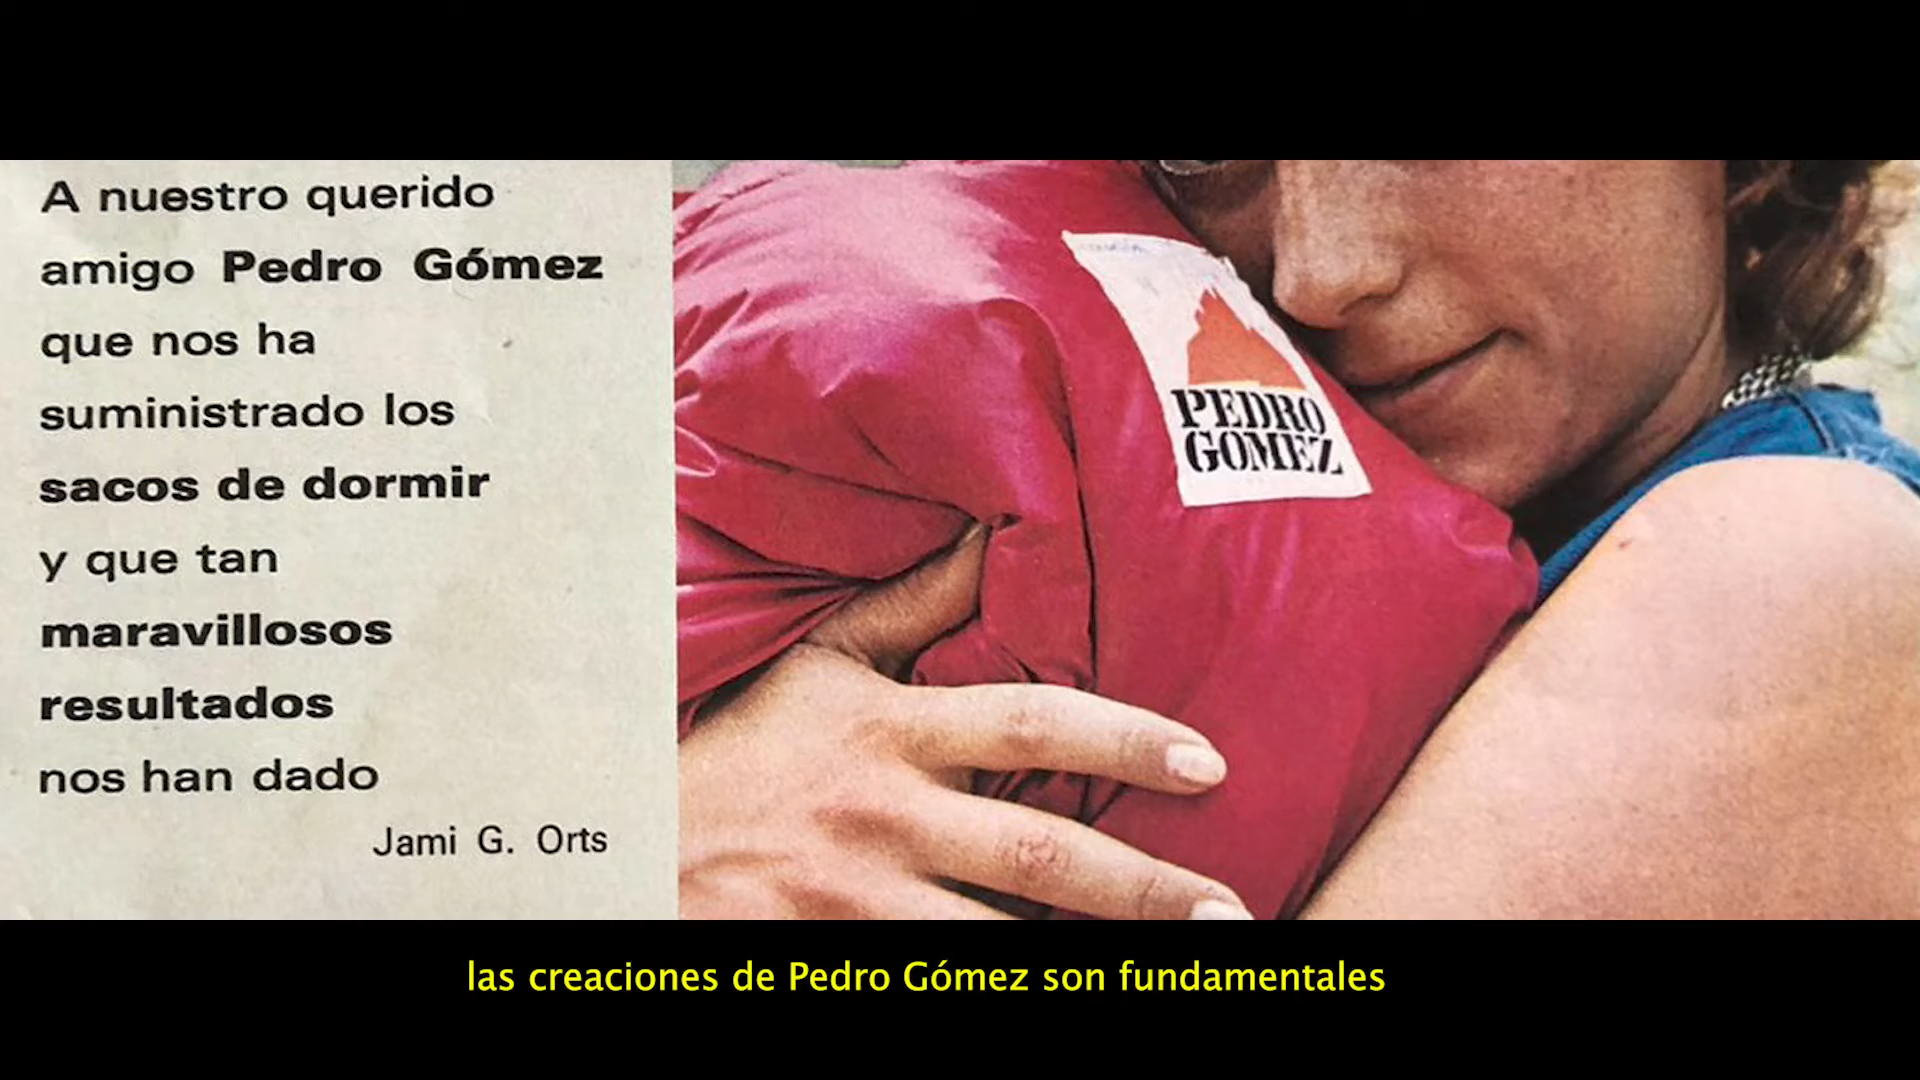 A nuestro querido
amigo Pedro Gómez
que nos ha
suministrado los
sacos de dormir
y que tan
maravillosos
resultados
nos han dado
Jami G. Orts
PEDRO
GOMEZ
las creaciones de Pedro Gómez son fundamentales